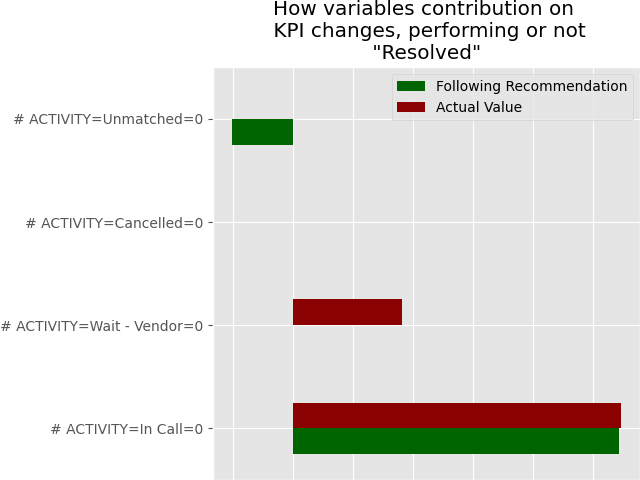 How variables contribution on
KPI changes, performing or not
"Resolved"
Following Recommendation
Actual Value
# ACTIVITY=Unmatched=0
# ACTIVITY=Cancelled=0
# ACTIVITY=Wait - Vendor=0
# ACTIVITY=In Call=0